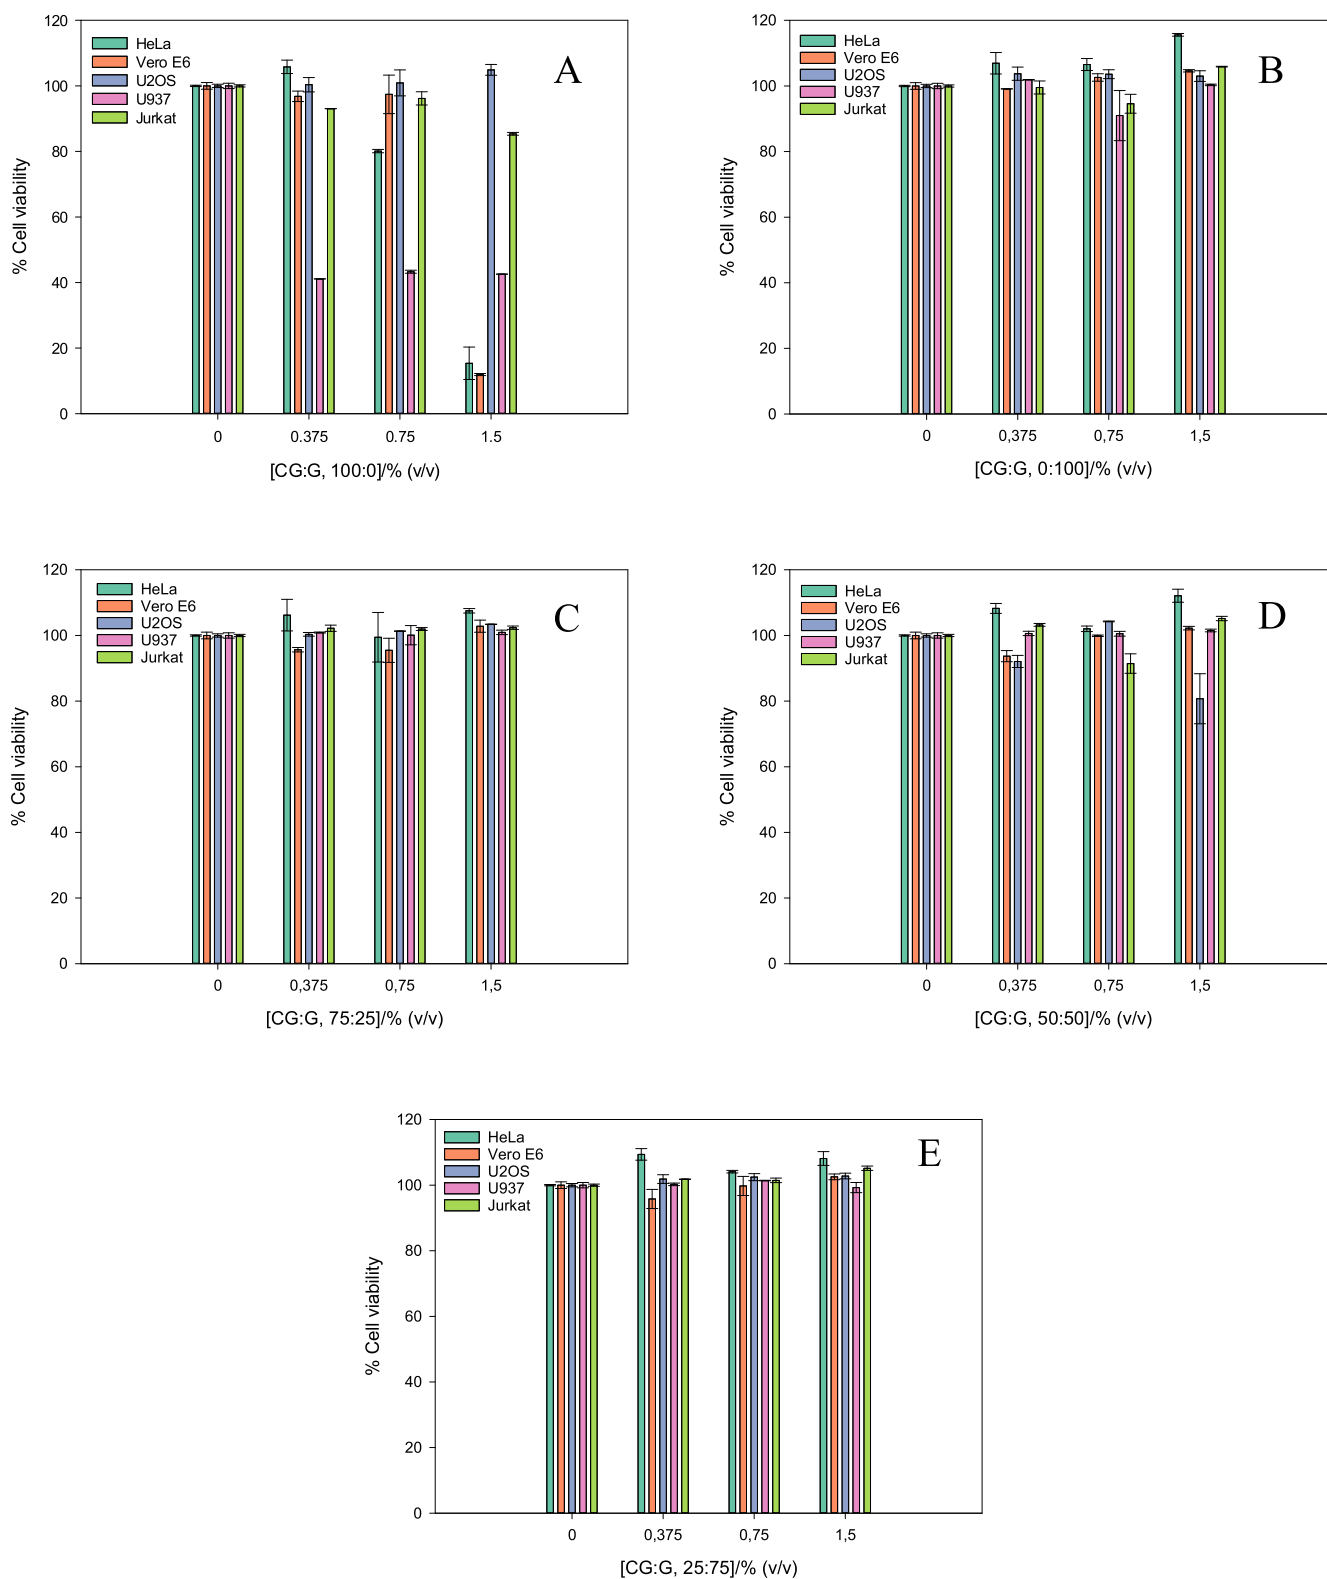 120
100
80
60
40
20
0
% Cell viability
HeLa
Vero E6
U2OS
U937
Jurkat
A
0 0.375 0.75 1.5
[CG:G, 100:0]/% (v/v)
120
100
80
60
40
20
0
% Cell viability
HeLa
Vero E6
U2OS
U937
Jurkat
B
0 0,375 0,75 1,5
[CG:G, 0:100]/% (v/v)
120
100
80
60
40
20
0
% Cell viability
HeLa
Vero E6
U2OS
U937
Jurkat
C
0 0,375 0,75 1,5
[CG:G, 75:25]/% (v/v)
120
100
80
60
40
20
0
% Cell viability
HeLa
Vero E6
U2OS
U937
Jurkat
D
0 0,375 0,75 1,5
[CG:G, 50:50]/% (v/v)
120
100
80
60
40
20
0
% Cell viability
HeLa
Vero E6
U2OS
U937
Jurkat
E
0 0,375 0,75 1,5
[CG:G, 25:75]/% (v/v)